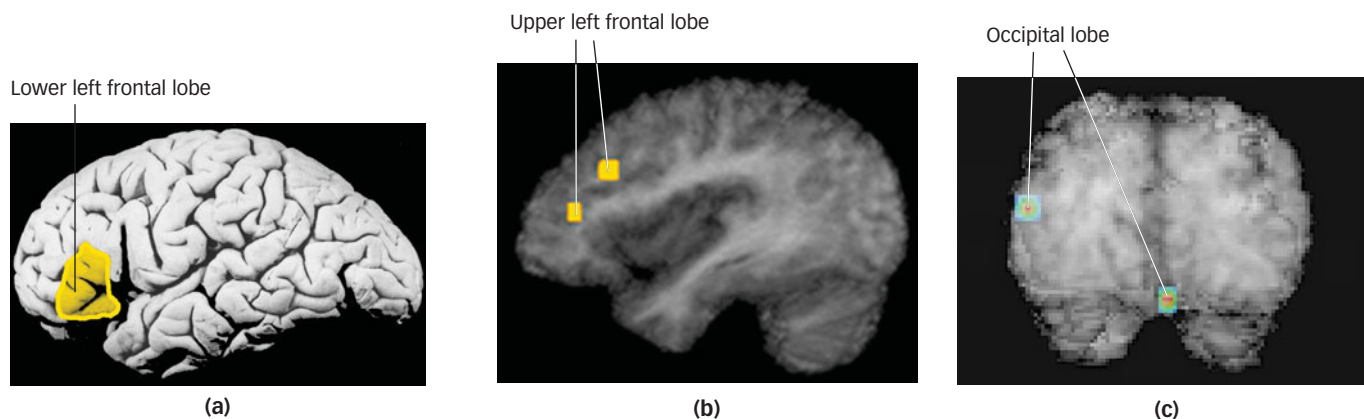 Lower left frontal lobe
Upper left frontal lobe
Occipital lobe
(a)
(b)
(c)